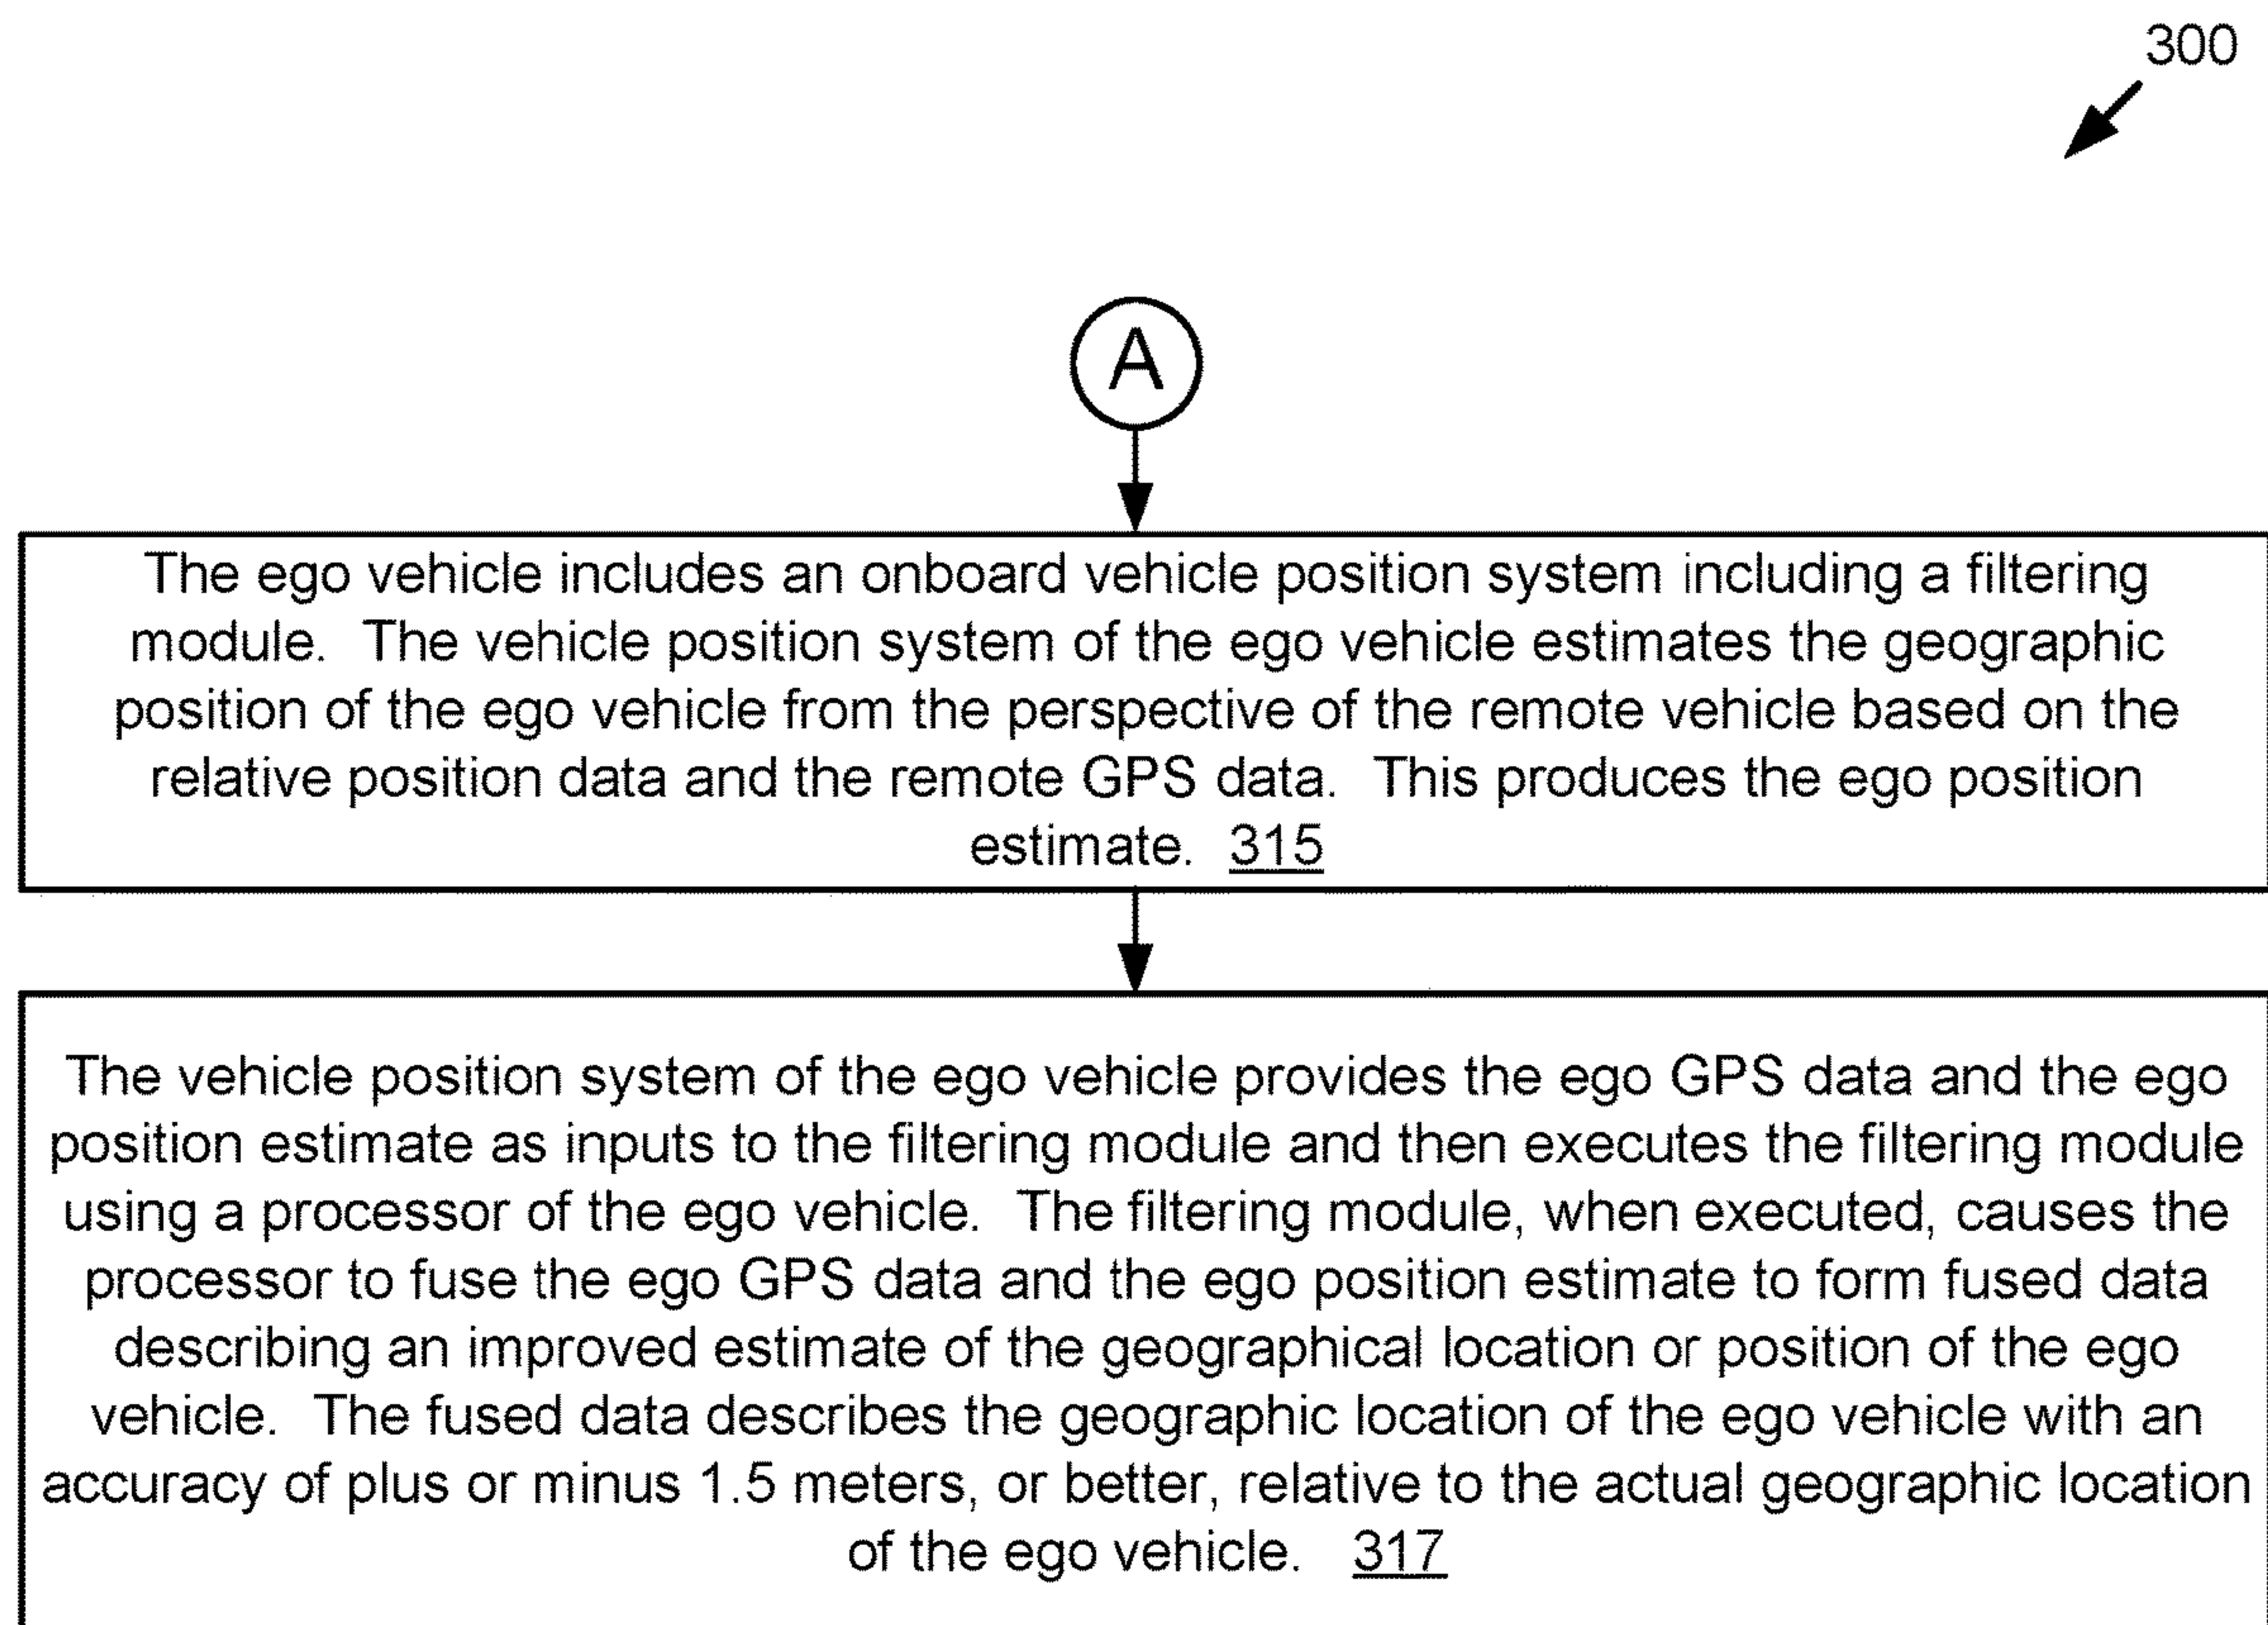 300
A
The ego vehicle includes an onboard vehicle position system including a filtering
module. The vehicle position system of the ego vehicle estimates the geographic
position of the ego vehicle from the perspective of the remote vehicle based on the
relative position data and the remote GPS data. This produces the ego position
estimate. 315
The vehicle position system of the ego vehicle provides the ego GPS data and the ego
position estimate as inputs to the filtering module and then executes the filtering module
using a processor of the ego vehicle. The filtering module, when executed, causes the
processor to fuse the ego GPS data and the ego position estimate to form fused data
describing an improved estimate of the geographical location or position of the ego
vehicle. The fused data describes the geographic location of the ego vehicle with an
accuracy of plus or minus 1.5 meters, or better, relative to the actual geographic location
of the ego vehicle. 317